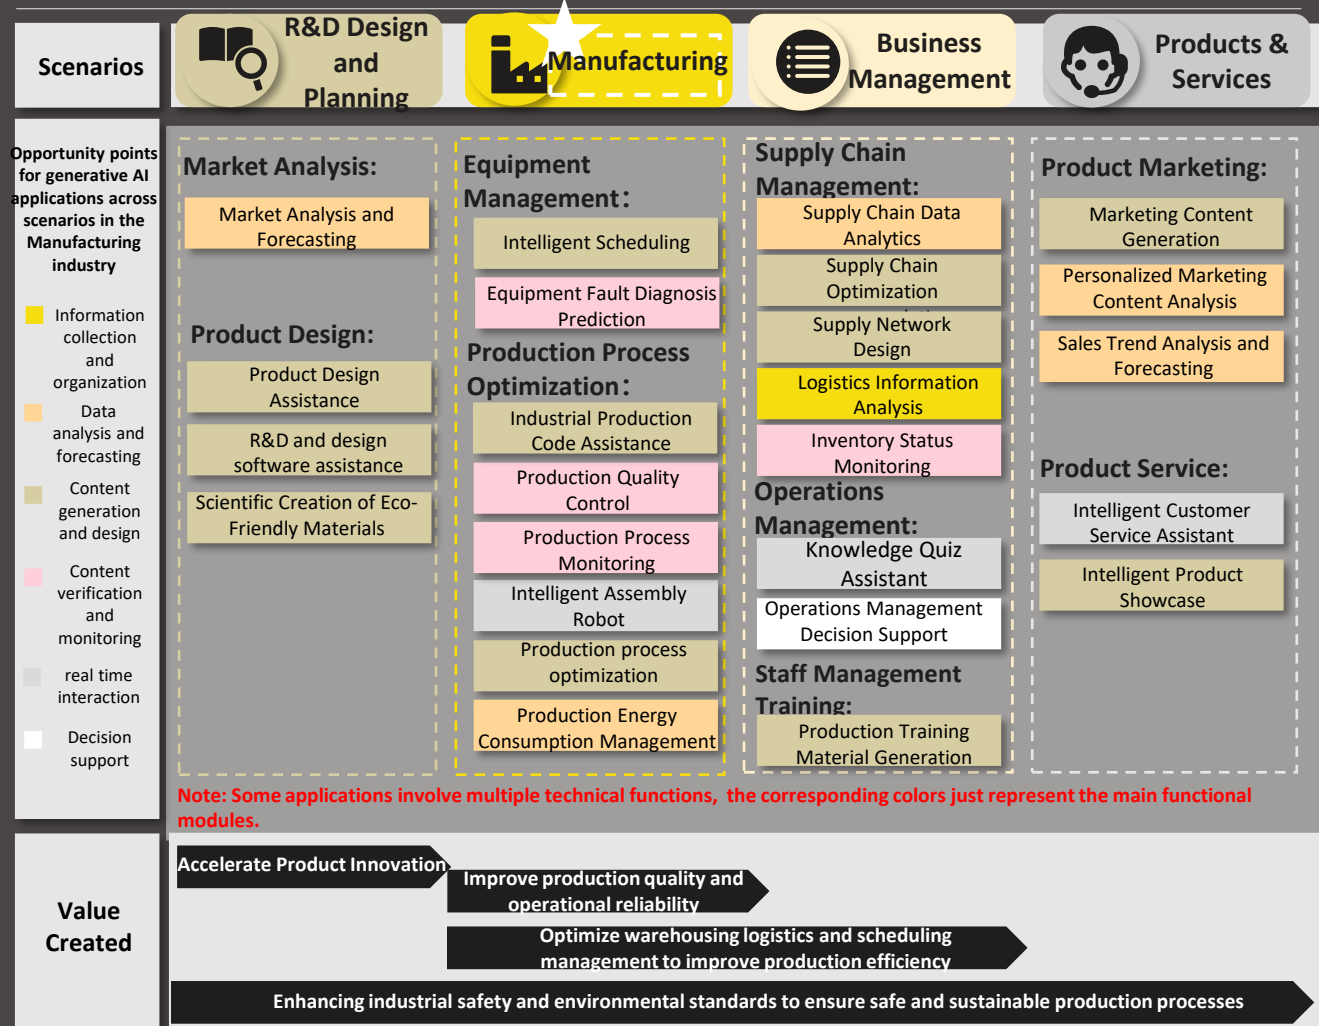 Scenarios
R&D Design
and
Planning
Manufacturing
Business
Management
Products &
Services
Opportunity points
for generative AI
applications across
scenarios in the
Manufacturing
industry
Information
collection
and
organization
Data
analysis and
forecasting
Content
generation
and design
Content
verification
and
monitoring
real time
interaction
Decision
support
Market Analysis:
Market Analysis and
Forecasting
Product Design:
Product Design
Assistance
R&D and design
software assistance
Scientific Creation of Eco-
Friendly Materials
Equipment
Management：
Intelligent Scheduling
Equipment Fault Diagnosis
Prediction
Production Process
Optimization：
Industrial Production
Code Assistance
Production Quality
Control
Production Process
Monitoring
Intelligent Assembly
Robot
Production process
optimization
Production Energy
Consumption Management
Supply Chain
Management:
Supply Chain Data
Analytics
Supply Chain
Optimization
Supply Network
Design
Logistics Information
Analysis
Inventory Status
Monitoring
Operations
Management:
Knowledge Quiz
Assistant
Operations Management
Decision Support
Staff Management
Training:
Production Training
Material Generation
Product Marketing:
Marketing Content
Generation
Personalized Marketing
Content Analysis
Sales Trend Analysis and
Forecasting
Product Service:
Intelligent Customer
Service Assistant
Intelligent Product
Showcase
Note: Some applications involve multiple technical functions,  the corresponding colors just represent the main functional
modules.
Value
Created
Accelerate Product Innovation
Improve production quality and
operational reliability
Optimize warehousing logistics and scheduling
management to improve production efficiency
Enhancing industrial safety and environmental standards to ensure safe and sustainable production processes